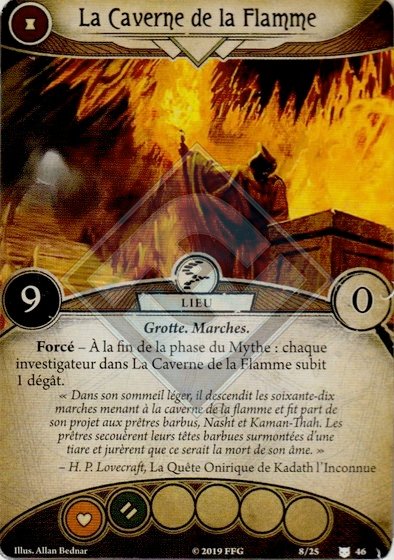 La Caverne de la Flamme
9
LIEU
0
Grotte. Marches.
Forcé – À la fin de la phase du Mythe : chaque
investigateur dans La Caverne de la Flamme subit
1 dégât.
« Dans son sommeil léger, il descendit les soixante-dix
marches menant à la caverne de la flamme et fit part de
son projet aux prêtres barbus, Nasht et Kaman-Thah. Les
prêtres secouèrent leurs têtes barbues surmontées d'une
tiare et jurèrent que ce serait la mort de son âme. »
– H. P. Lovecraft, La Quête Onirique de Kadath l'Inconnue
Illus. Allan Bednar
© 2019 FFG
8/25
46